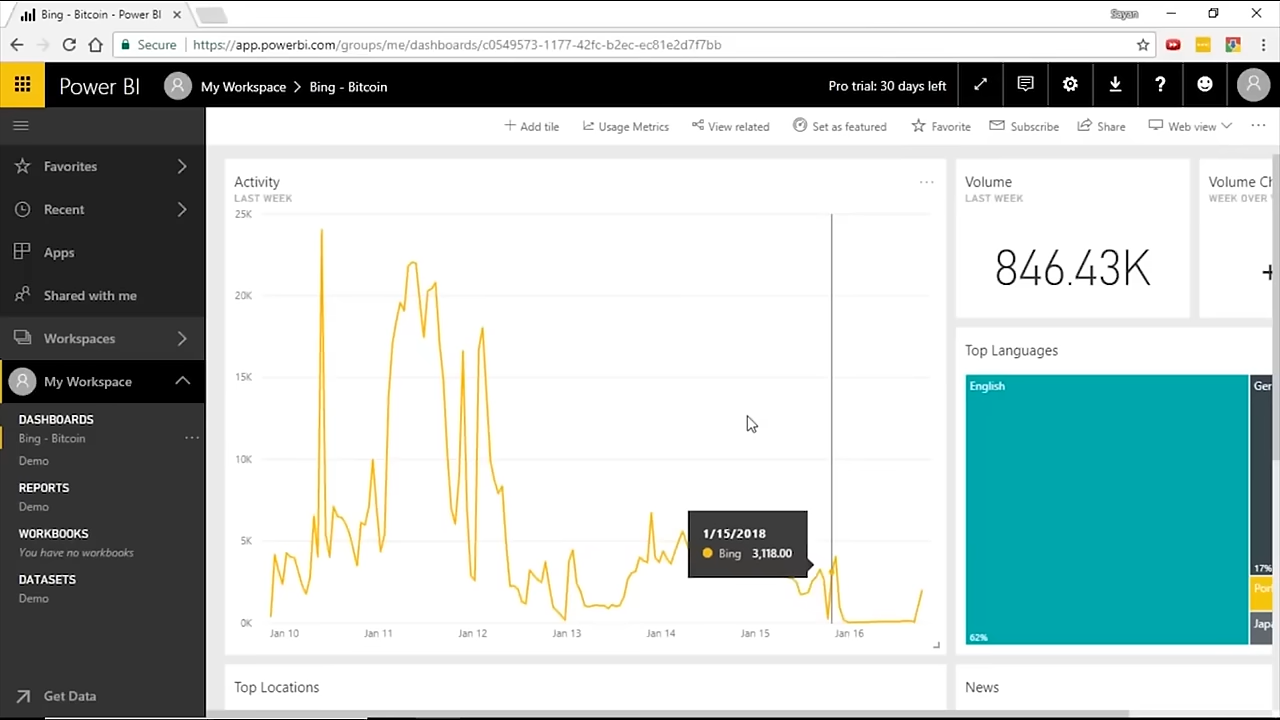 Bing - Bitcoin - Power BI
Sayan
Secure
https://app.powerbi.com/groups/me/dashboards/c0549573-1177-42fc-b2ec-ec81e2d7f7bb
Power BI
My Workspace > Bing - Bitcoin
Pro trial: 30 days left
+ Add tile
Usage Metrics
View related
Set as featured
Favorite
Subscribe
Share
Web view
Favorites
Recent
Apps
Shared with me
Workspaces
My Workspace
DASHBOARDS
Bing - Bitcoin
Demo
REPORTS
Demo
WORKBOOKS
You have no workbooks
DATASETS
Demo
Get Data
Activity
LAST WEEK
25K
20K
15K
10K
5K
0K
Jan 10 Jan 11 Jan 12 Jan 13 Jan 14 Jan 15 Jan 16
1/15/2018
Bing 3,118.00
Volume
LAST WEEK
846.43K
Volume Ch
WEEK OVER
+
Top Languages
English
62%
Ger
17%
Por
Japa
Top Locations
News